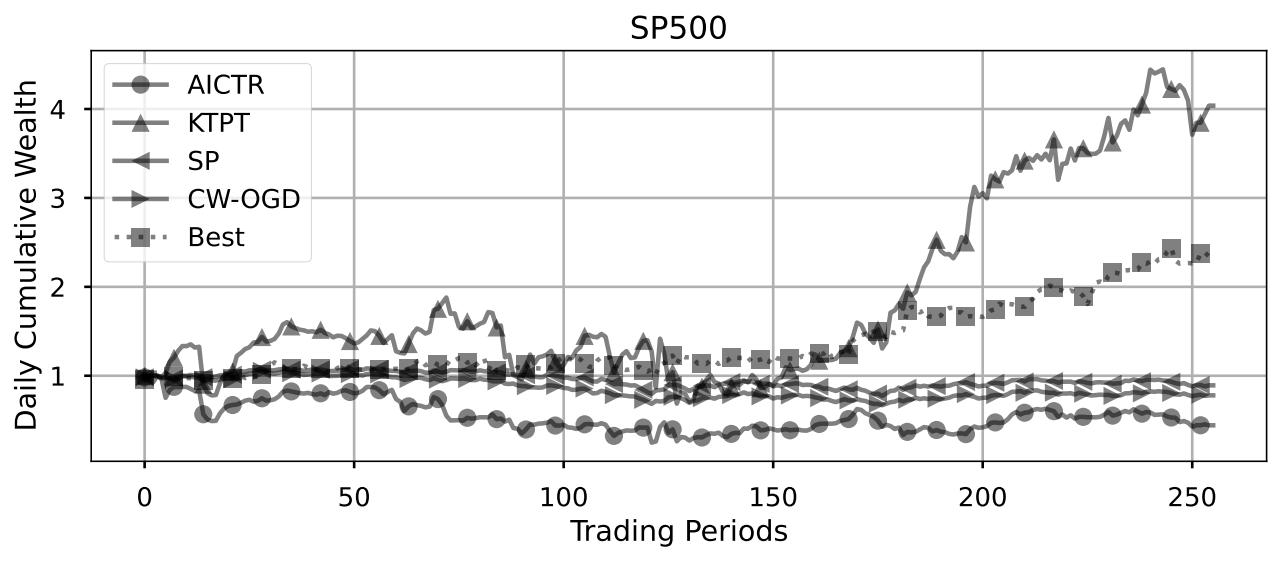 SP500
Daily Cumulative Wealth
4
3
2
1
AICTR
KTPT
SP
CW-OGD
Best
0
50
100
150
200
250
Trading Periods